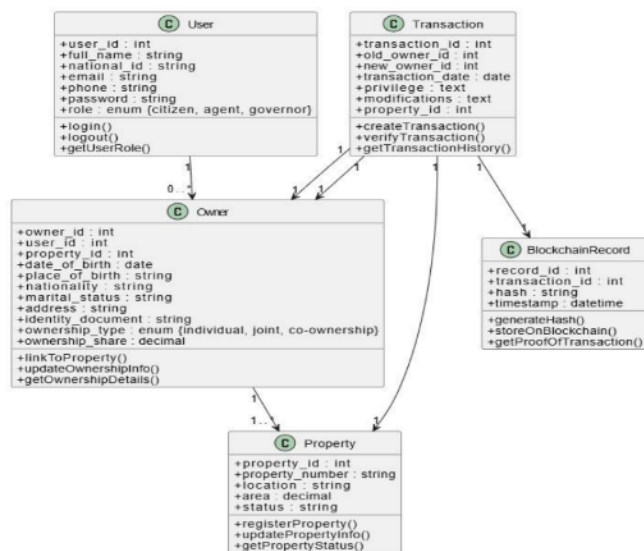 C User
+user_id : int
+full_name : string
+national_id : string
+email : string
+phone : string
+password : string
+role : enum {citizen, agent, governor}
+login()
+logout()
+getUserRole()
C Transaction
+transaction_id : int
+old_owner_id : int
+new_owner_id : int
+transaction_date : date
+privilege : text
+modifications : text
+property_id : int
+createTransaction()
+verifyTransaction()
+getTransactionHistory()
1
0..*
1
1
1
1
1
1
C Owner
+owner_id : int
+user_id : int
+property_id : int
+date_of_birth : date
+place_of_birth : string
+nationality : string
+marital_status : string
+address : string
+identity_document : string
+ownership_type : enum {individual, joint, co-ownership}
+ownership_share : decimal
+linkToProperty()
+updateOwnershipInfo()
+getOwnershipDetails()
1
C BlockchainRecord
+record_id : int
+transaction_id : int
+hash : string
+timestamp : datetime
+generateHash()
+storeOnBlockchain()
+getProofOfTransaction()
1
1..*
1
C Property
+property_id : int
+property_number : string
+location : string
+area : decimal
+status : string
+registerProperty()
+updatePropertyInfo()
+getPropertyStatus()